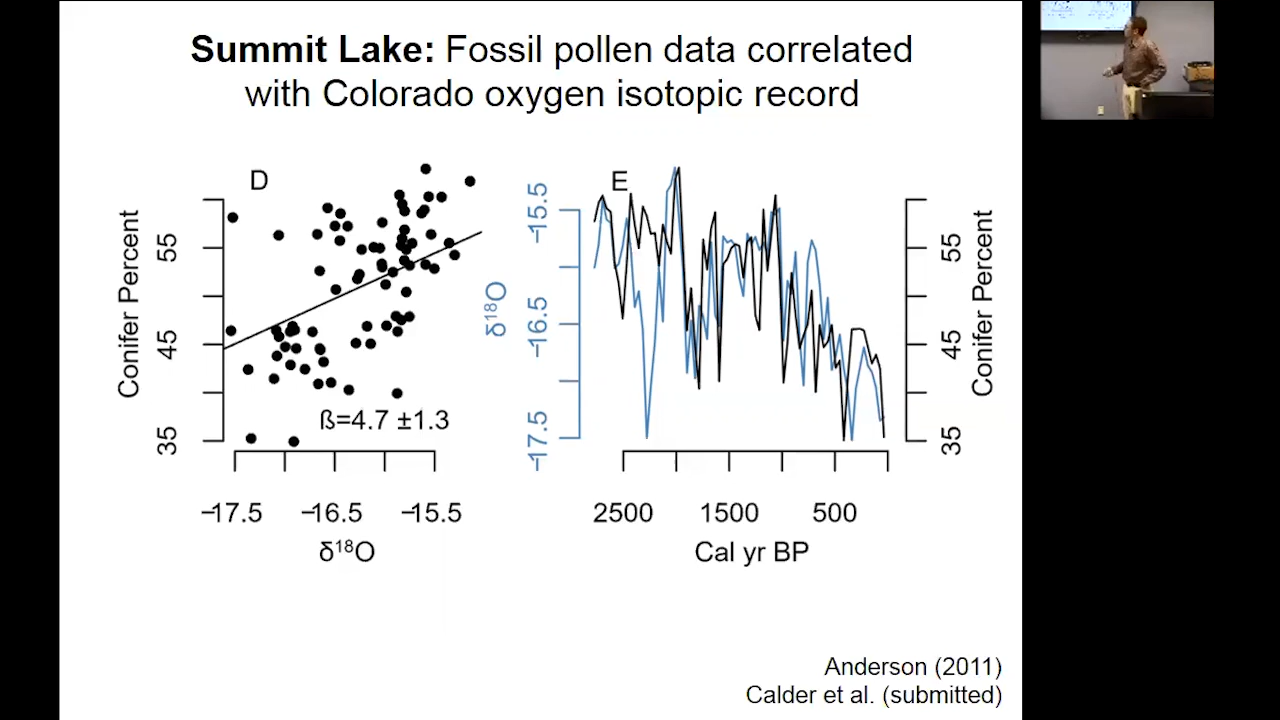 Summit Lake: Fossil pollen data correlated
with Colorado oxygen isotopic record
D
Conifer Percent
55
45
35
ß=4.7 ±1.3
−17.5 −16.5 −15.5
δ¹⁸O
E
δ¹⁸O
−15.5
−16.5
−17.5
55
45
35
Conifer Percent
2500 1500 500
Cal yr BP
Anderson (2011)
Calder et al. (submitted)